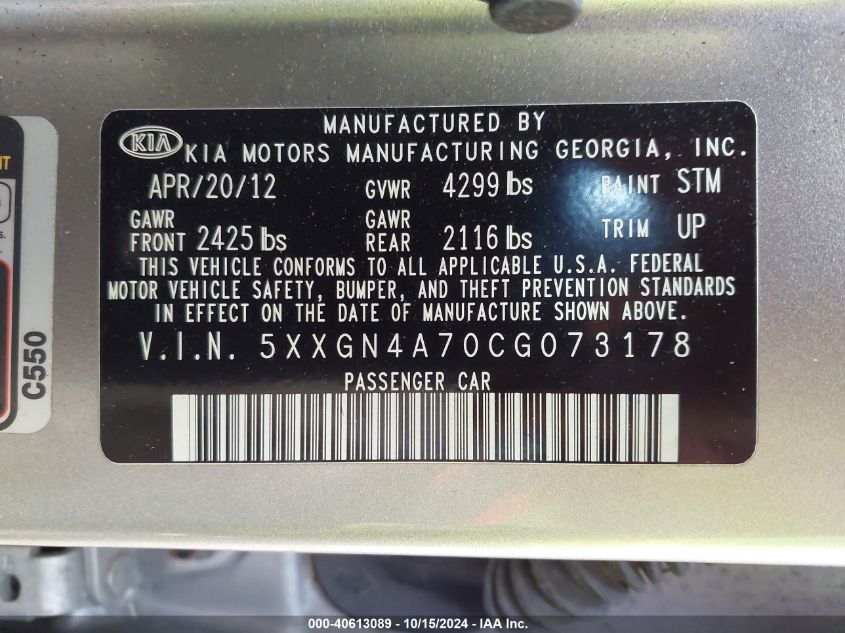 MANUFACTURED BY
KIA KIA MOTORS MANUFACTURING GEORGIA, INC.
APR/20/12 GVWR 4299 lbs PAINT STM
GAWR FRONT 2425 lbs GAWR REAR 2116 lbs TRIM UP
THIS VEHICLE CONFORMS TO ALL APPLICABLE U.S.A. FEDERAL
MOTOR VEHICLE SAFETY, BUMPER, AND THEFT PREVENTION STANDARDS
IN EFFECT ON THE DATE OF MANUFACTURE SHOWN ABOVE.
V.I.N. 5XXGN4A70CG073178
PASSENGER CAR
C550
000-40613089 - 10/15/2024 - IAA Inc.